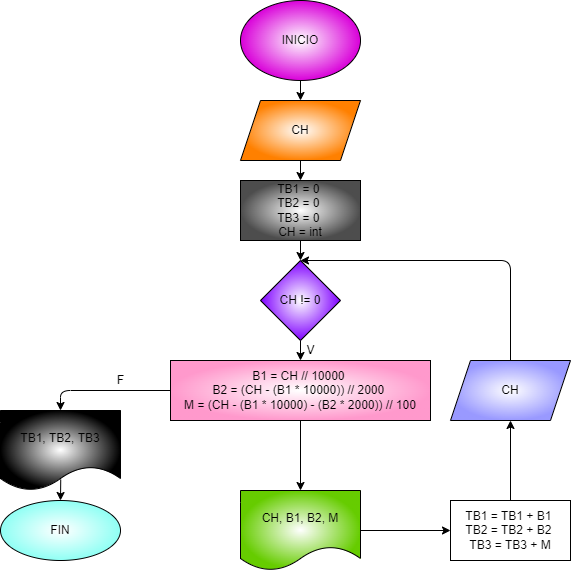 INICIO
CH
TB1 = 0
TB2 = 0
TB3 = 0
CH = int
CH != 0
V
B1 = CH // 10000
B2 = (CH - (B1 * 10000)) // 2000
M = (CH - (B1 * 10000) - (B2 * 2000)) // 100
F
CH
TB1, TB2, TB3
CH, B1, B2, M
TB1 = TB1 + B1
TB2 = TB2 + B2
TB3 = TB3 + M
FIN